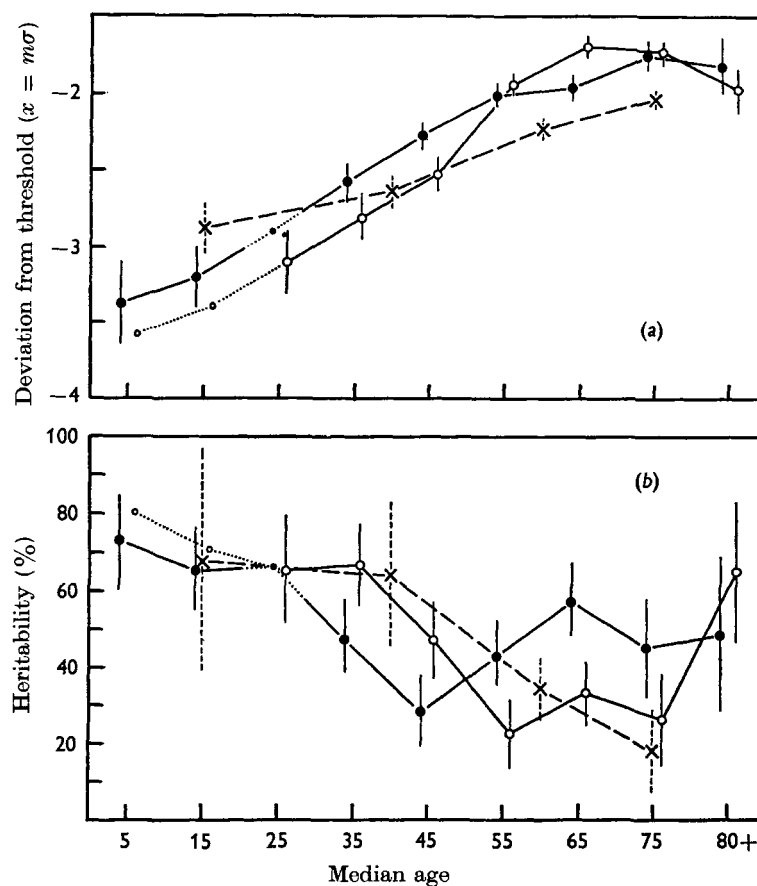 Deviation from threshold (x = mσ)
−2
−3
−4
(a)
Heritability (%)
100
80
60
40
20
(b)
5 15 25 35 45 55 65 75 80+
Median age